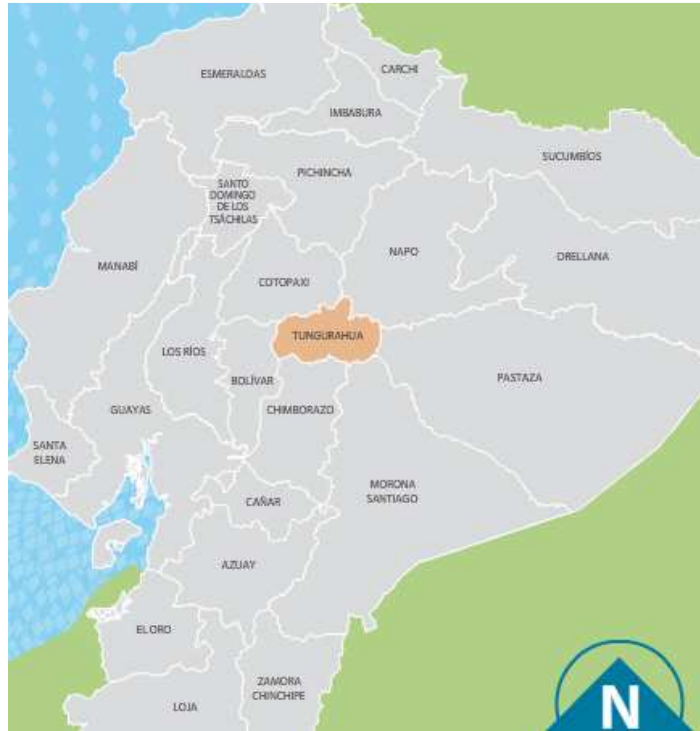 ESMERALDAS
CARCHI
IMBABURA
SUCUMBÍOS
PICHINCHA
SANTO
DOMINGO
DE LOS
TSÁCHILAS
NAPO
ORELLANA
MANABÍ
COTOPAXI
TUNGURAHUA
LOS RÍOS
BOLÍVAR
PASTAZA
GUAYAS
CHIMBORAZO
SANTA
ELENA
MORONA
SANTIAGO
CAÑAR
AZUAY
EL ORO
ZAMORA
CHINCHIPE
LOJA
N